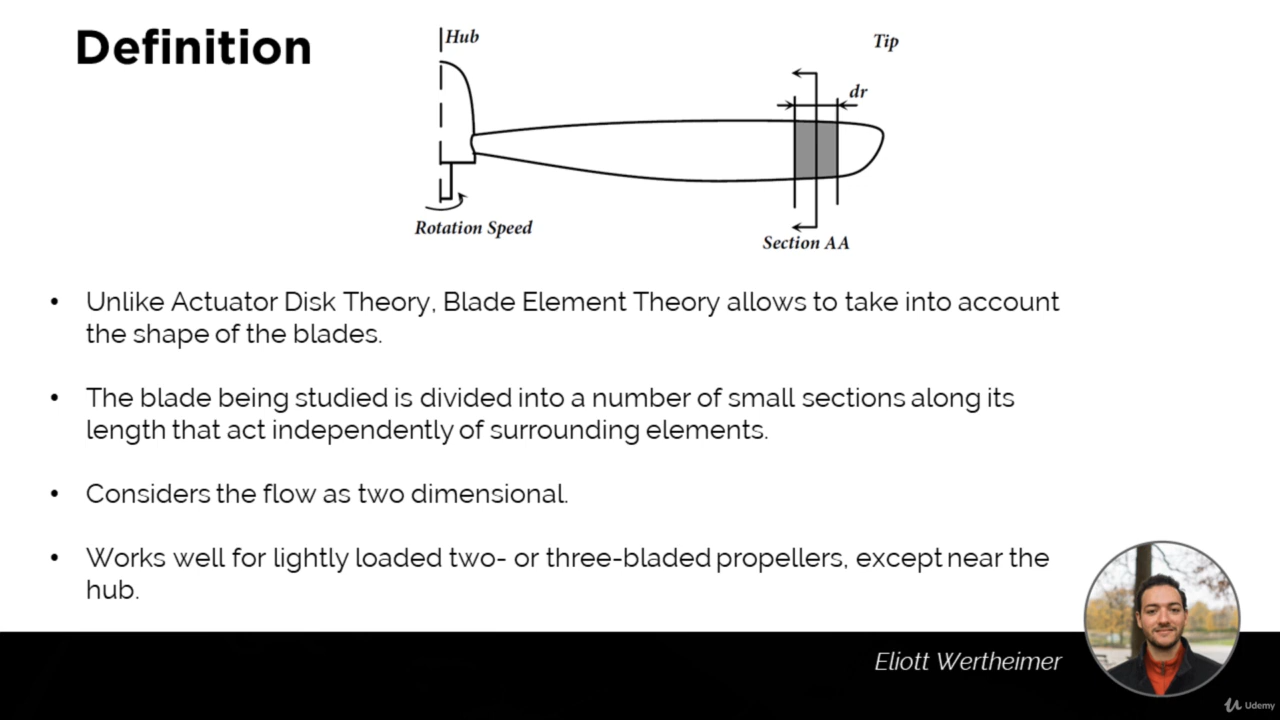 Definition
Hub
Tip
dr
Rotation Speed
Section AA
• Unlike Actuator Disk Theory, Blade Element Theory allows to take into account
the shape of the blades.
• The blade being studied is divided into a number of small sections along its
length that act independently of surrounding elements.
• Considers the flow as two dimensional.
• Works well for lightly loaded two- or three-bladed propellers, except near the
hub.
Eliott Wertheimer
Udemy